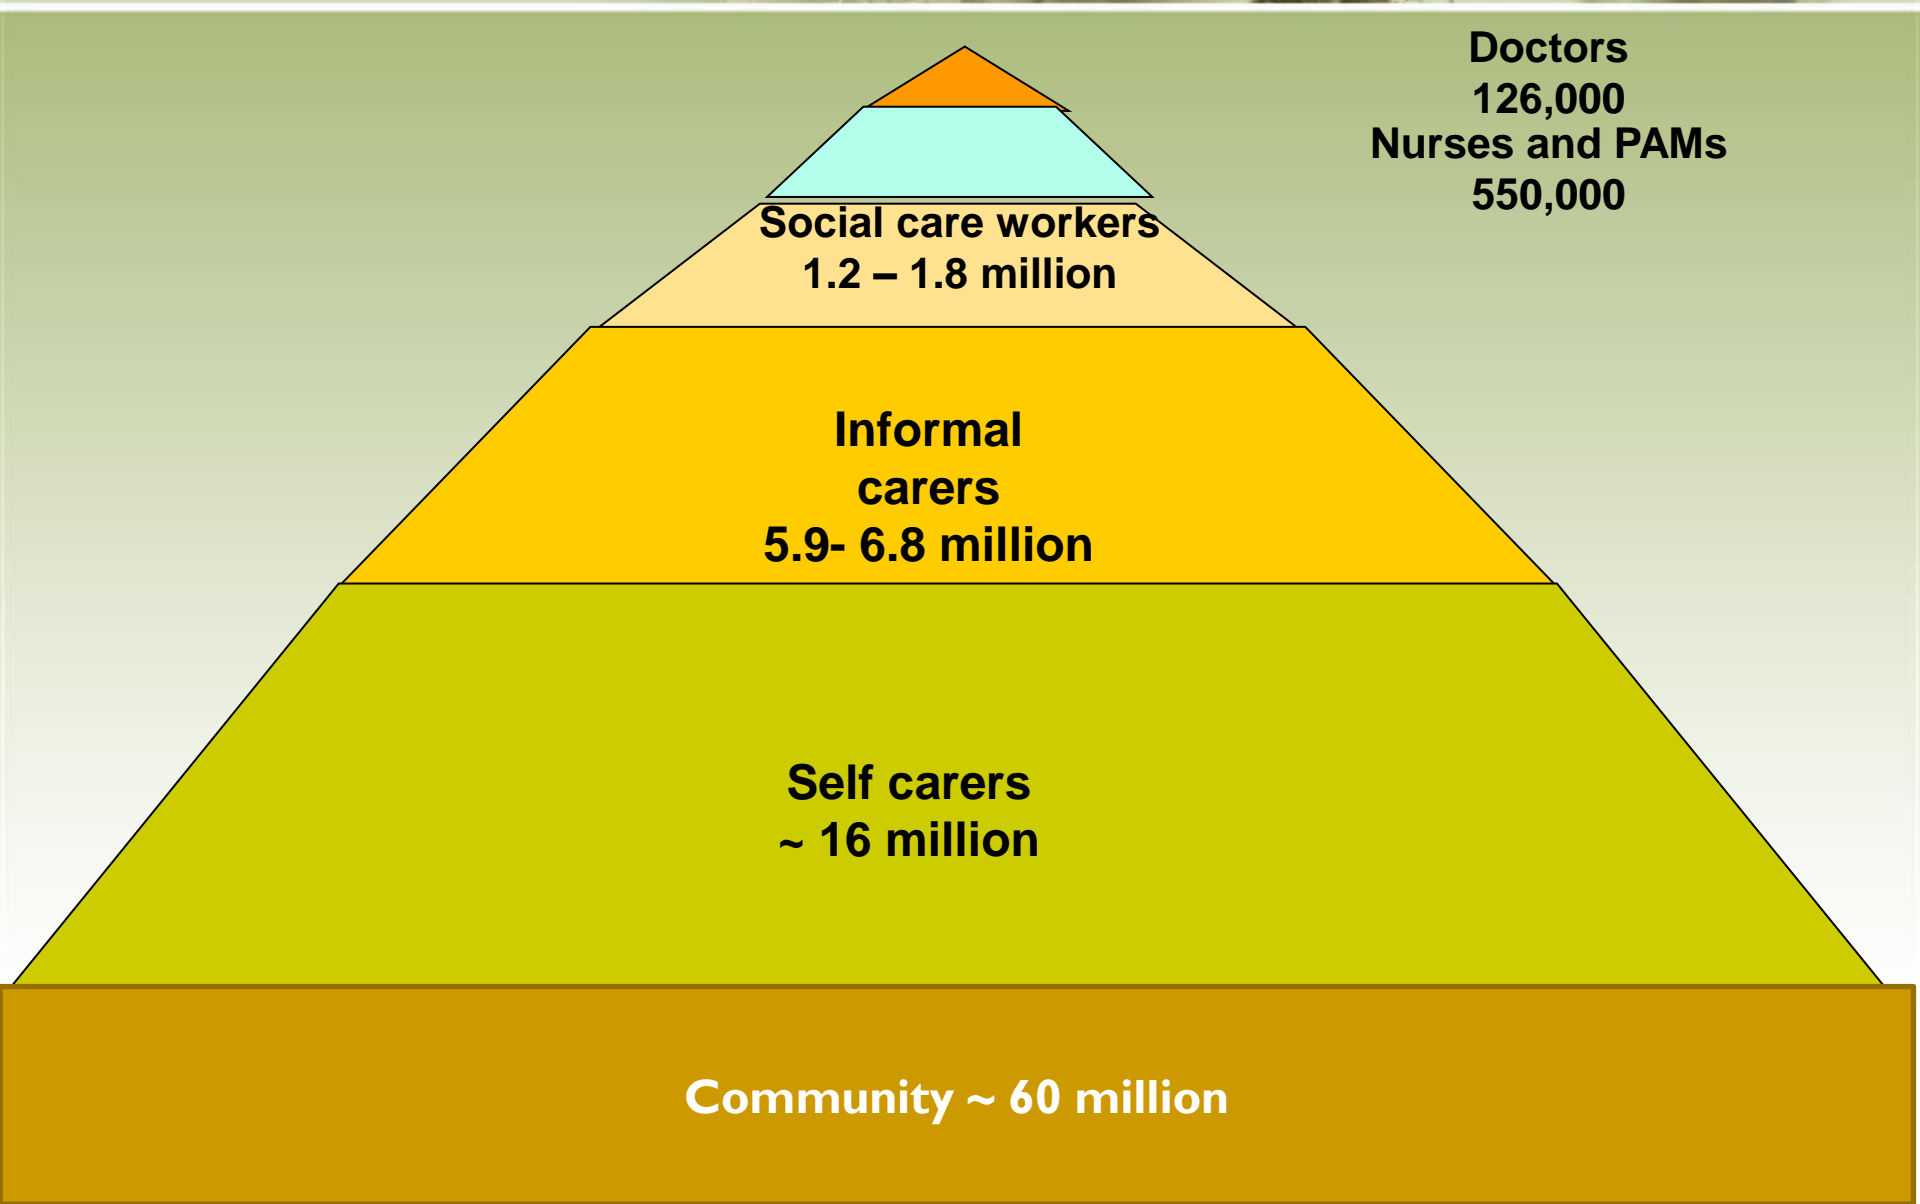 Doctors
126,000
Nurses and PAMs
550,000
Social care workers
1.2 – 1.8 million
Informal
carers
5.9- 6.8 million
Self carers
~ 16 million
Community ~ 60 million